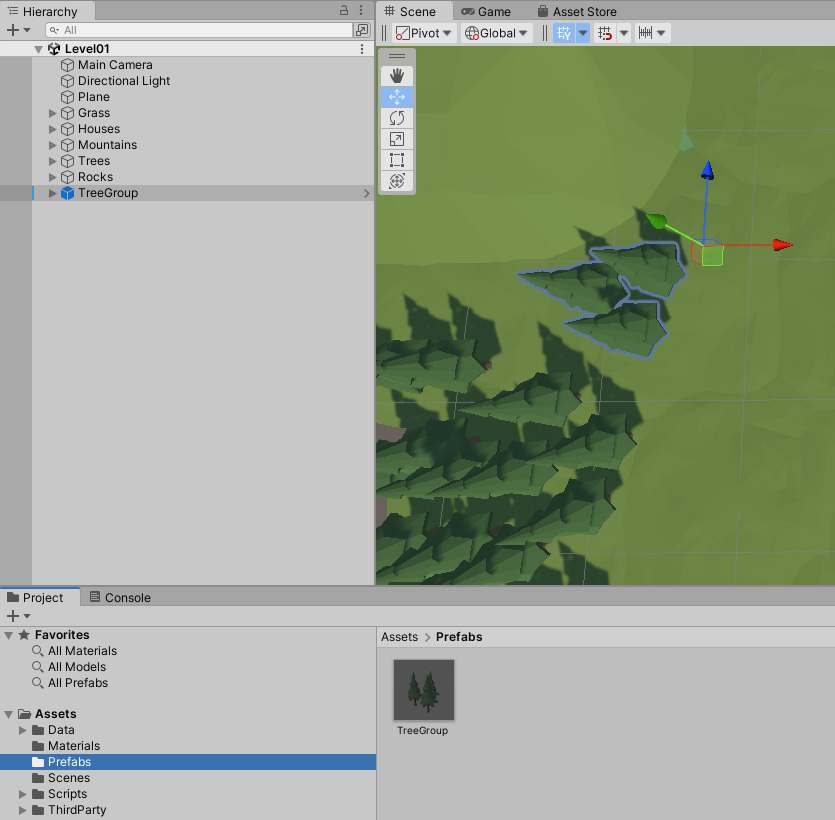 Hierarchy
All
Level01
Main Camera
Directional Light
Plane
Grass
Houses
Mountains
Trees
Rocks
TreeGroup
Scene Game Asset Store
Pivot Global
Project Console
Favorites
All Materials
All Models
All Prefabs
Assets
Data
Materials
Prefabs
Scenes
Scripts
ThirdParty
Assets > Prefabs
TreeGroup